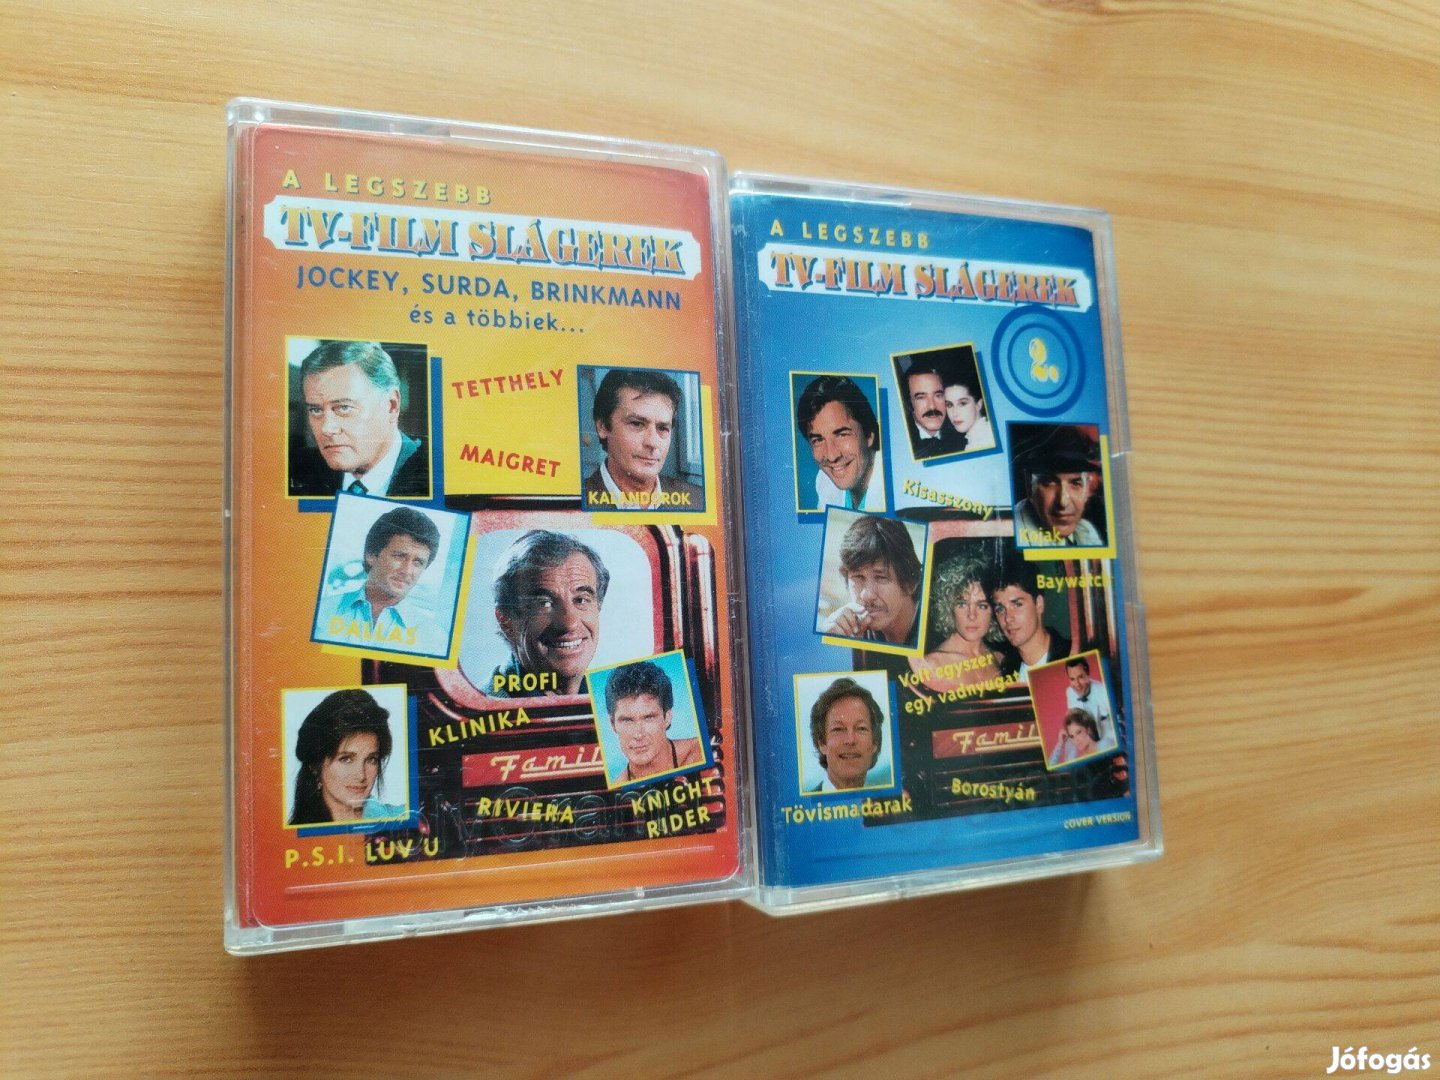 A LEGSZEBB
TV-FILM SLÁGEREK
JOCKEY, SURDA, BRINKMANN
és a többiek...
TETTHELY
MAIGRET
KALANDOROK
DALLAS
PROFI
KLINIKA
Famil
RIVIERA
KNIGHT
RIDER
P.S.I. LUV U
PolyGram
A LEGSZEBB
TV-FILM SLÁGEREK
2.
Kisasszony
Kojak
Baywatch
Volt egyszer
egy vadnyugat
Famil
Borostyán
Tövismadarak
COVER VERSION
Jófogás